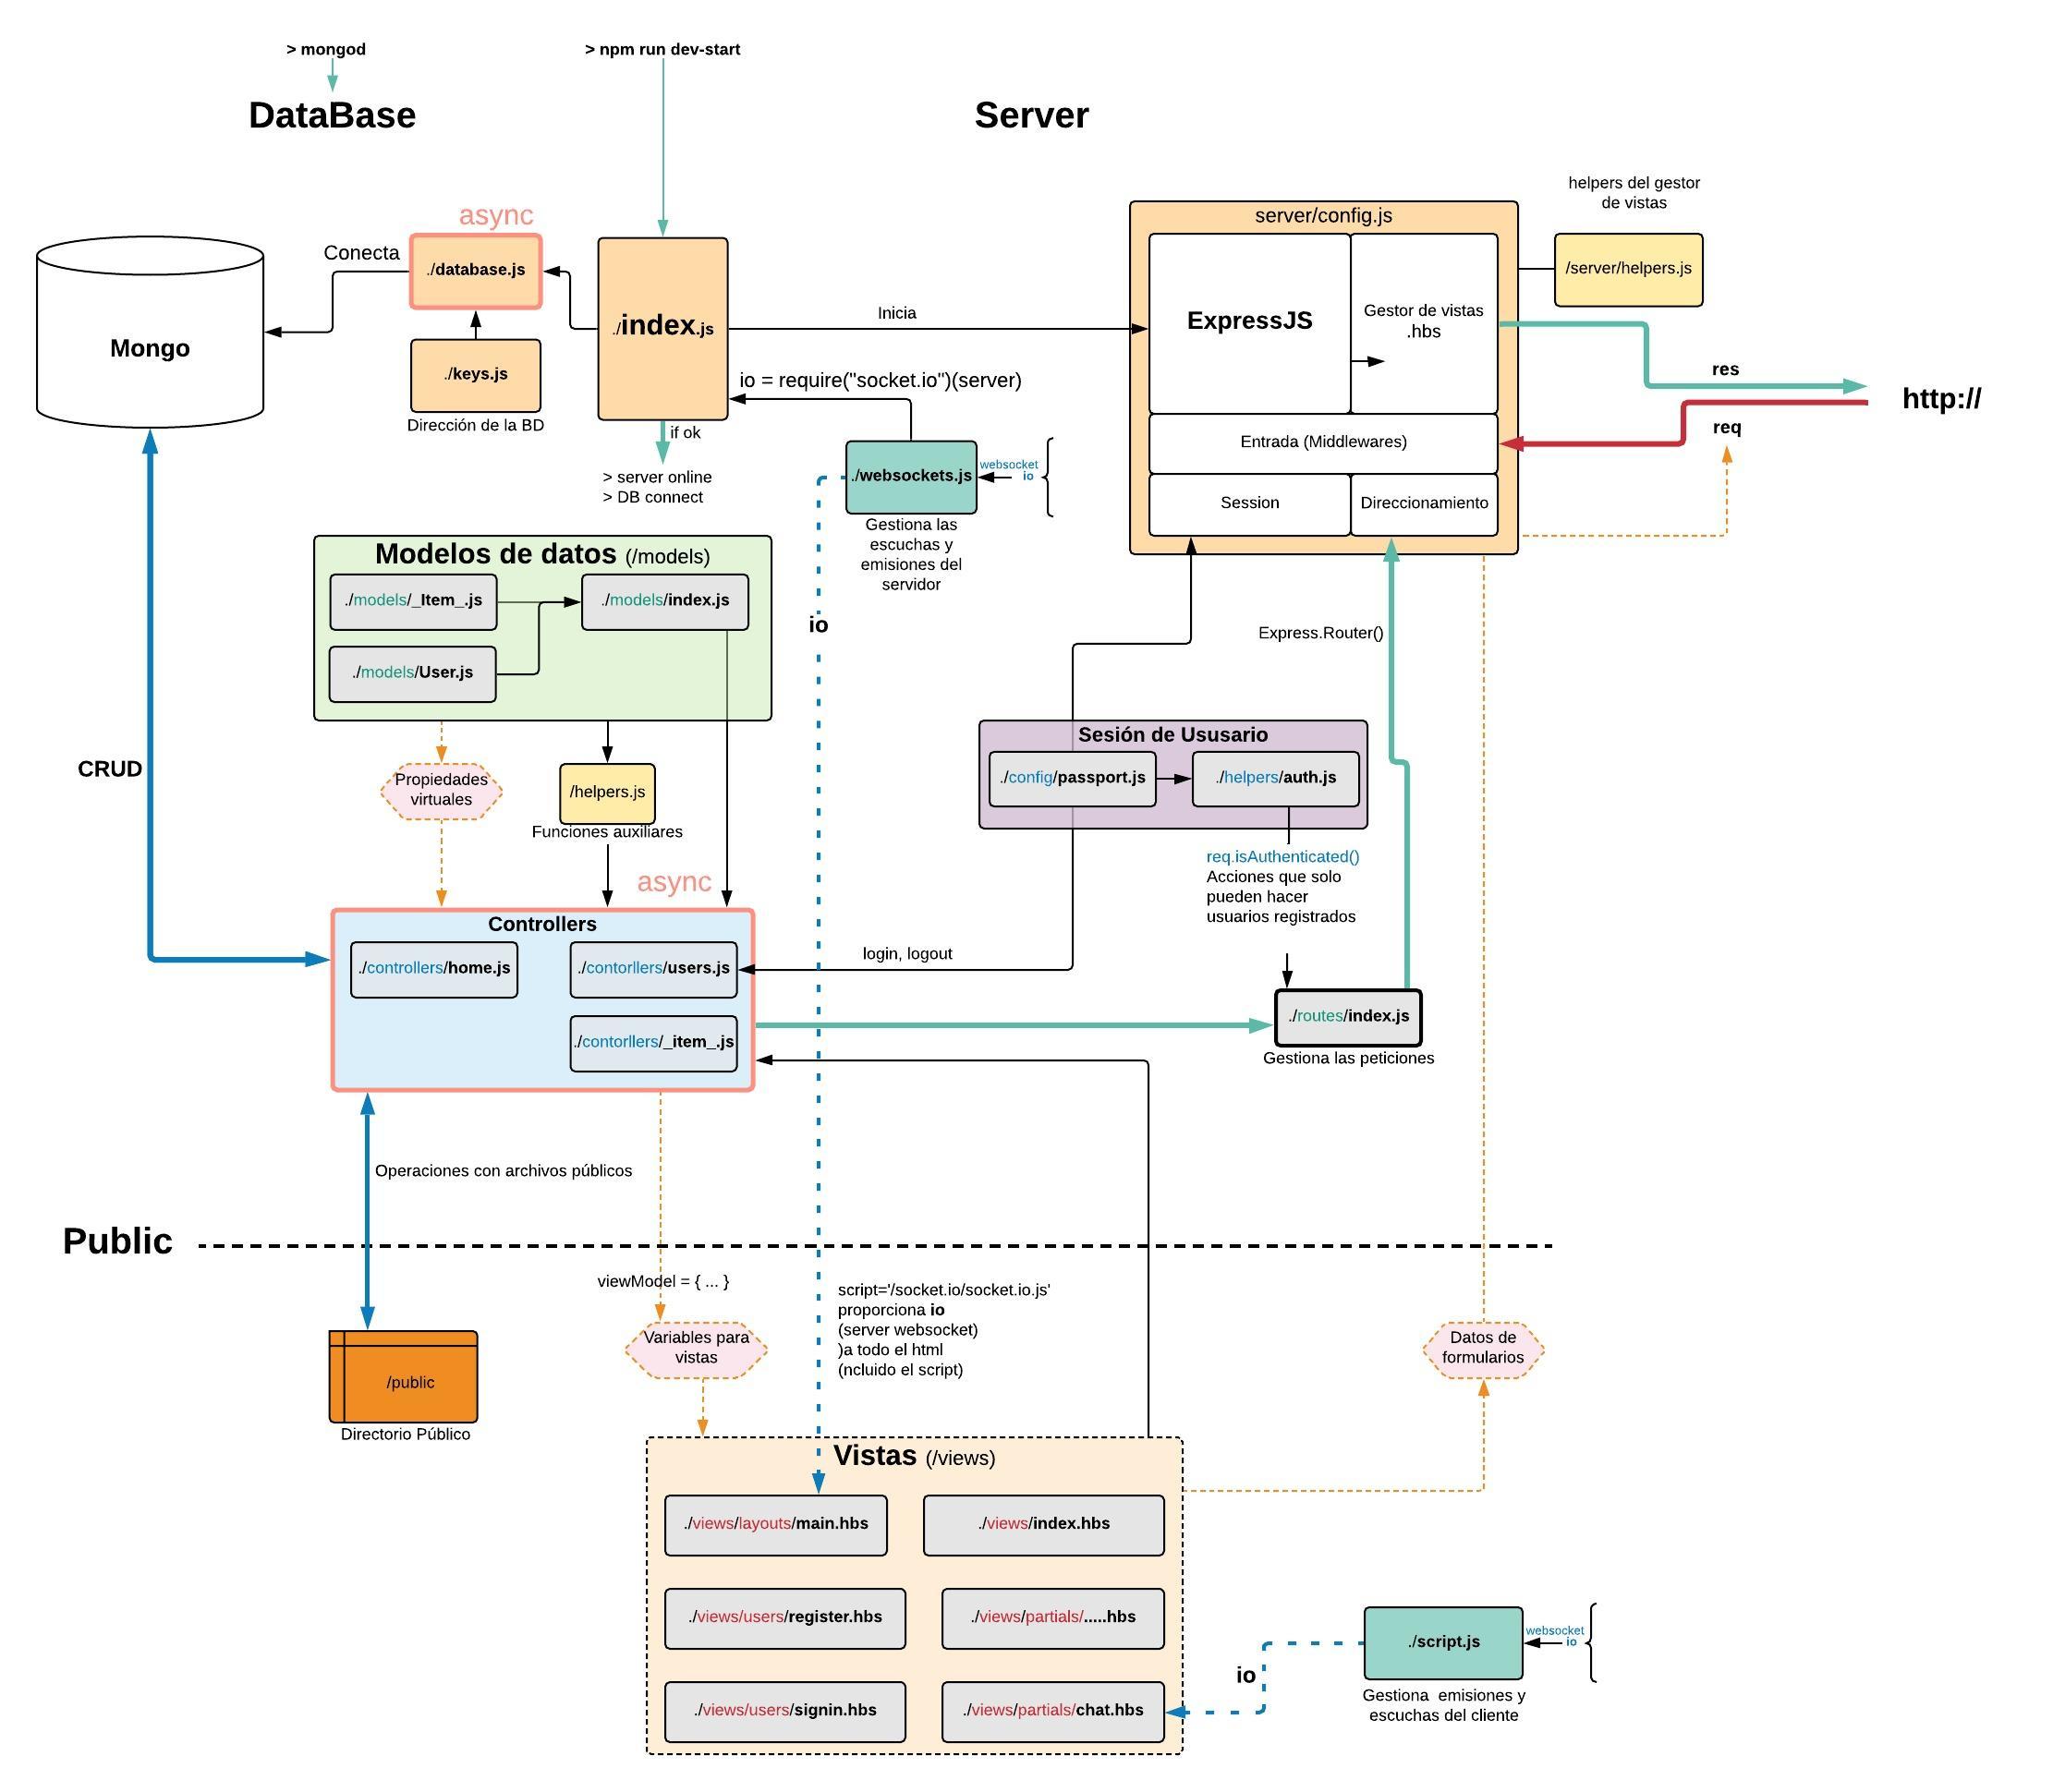 > mongod
> npm run dev-start
DataBase
Server
helpers del gestor
de vistas
async
server/config.js
Conecta
./database.js
./index.js
Inicia
ExpressJS
Gestor de vistas
.hbs
/server/helpers.js
Mongo
./keys.js
Dirección de la BD
io = require("socket.io")(server)
res
http://
req
if ok
> server online
> DB connect
Entrada (Middlewares)
./websockets.js
websocket
io
Session
Direccionamiento
Gestiona las
escuchas y
emisiones del
servidor
Modelos de datos (/models)
./models/_Item_.js
./models/index.js
./models/User.js
io
Express.Router()
CRUD
Propiedades
virtuales
/helpers.js
Funciones auxiliares
Sesión de Ususario
./config/passport.js
./helpers/auth.js
req.isAuthenticated()
Acciones que solo
pueden hacer
usuarios registrados
async
Controllers
./controllers/home.js
./contorllers/users.js
./contorllers/_item_.js
login, logout
./routes/index.js
Gestiona las peticiones
Operaciones con archivos públicos
Public
viewModel = { ... }
script='/socket.io/socket.io.js'
proporciona io
(server websocket)
)a todo el html
(ncluido el script)
Variables para
vistas
Datos de
formularios
/public
Directorio Público
Vistas (/views)
./views/layouts/main.hbs
./views/index.hbs
./views/users/register.hbs
./views/partials/.....hbs
./views/users/signin.hbs
./views/partials/chat.hbs
io
./script.js
websocket
io
Gestiona  emisiones y
escuchas del cliente